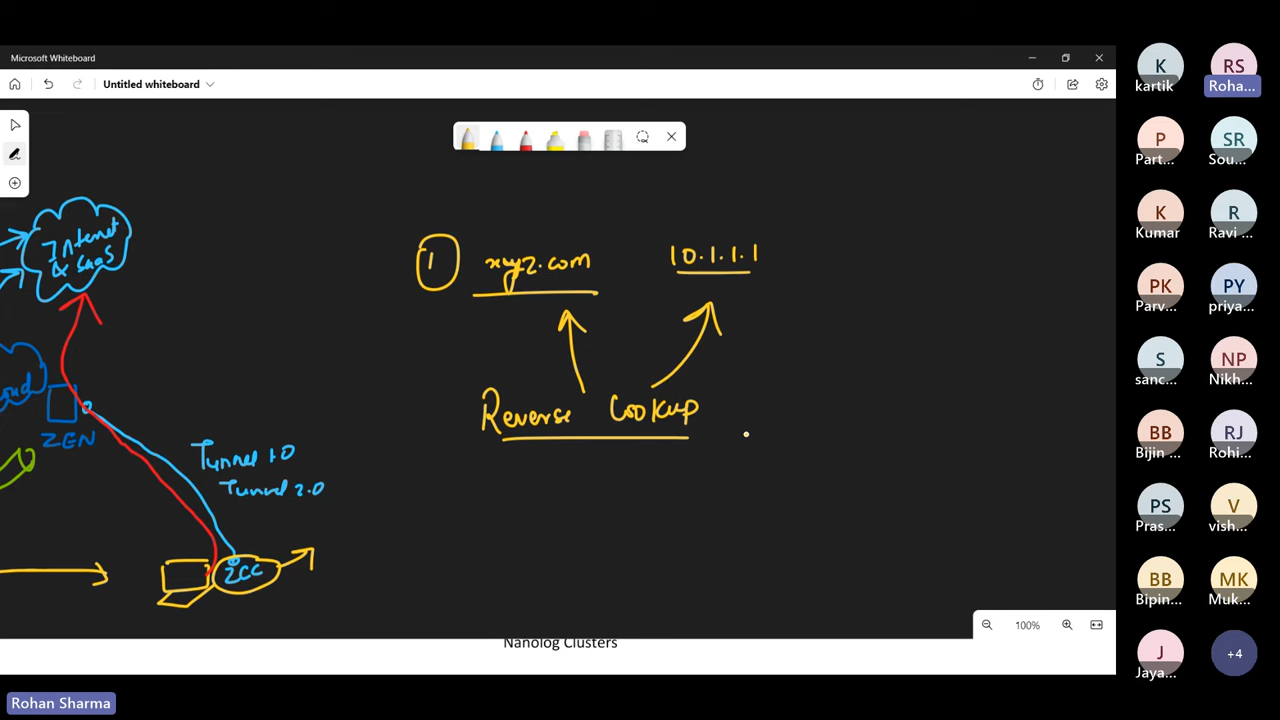 Microsoft Whiteboard
Untitled whiteboard
Internet
& SaaS
ZEN
Tunnel 1.0
Tunnel 2.0
ZCC
1
xyz.com
10.1.1.1
Reverse Lookup
100%
Nanolog Clusters
Rohan Sharma
K
kartik
RS
Roha...
P
Part...
SR
Sou...
K
Kumar
R
Ravi ...
PK
Parv...
PY
priya...
S
sanc...
NP
Nikh...
BB
Bijin ...
RJ
Rohi...
PS
Pras...
V
vish...
BB
Bipin...
MK
Muk...
J
Jaya...
+4